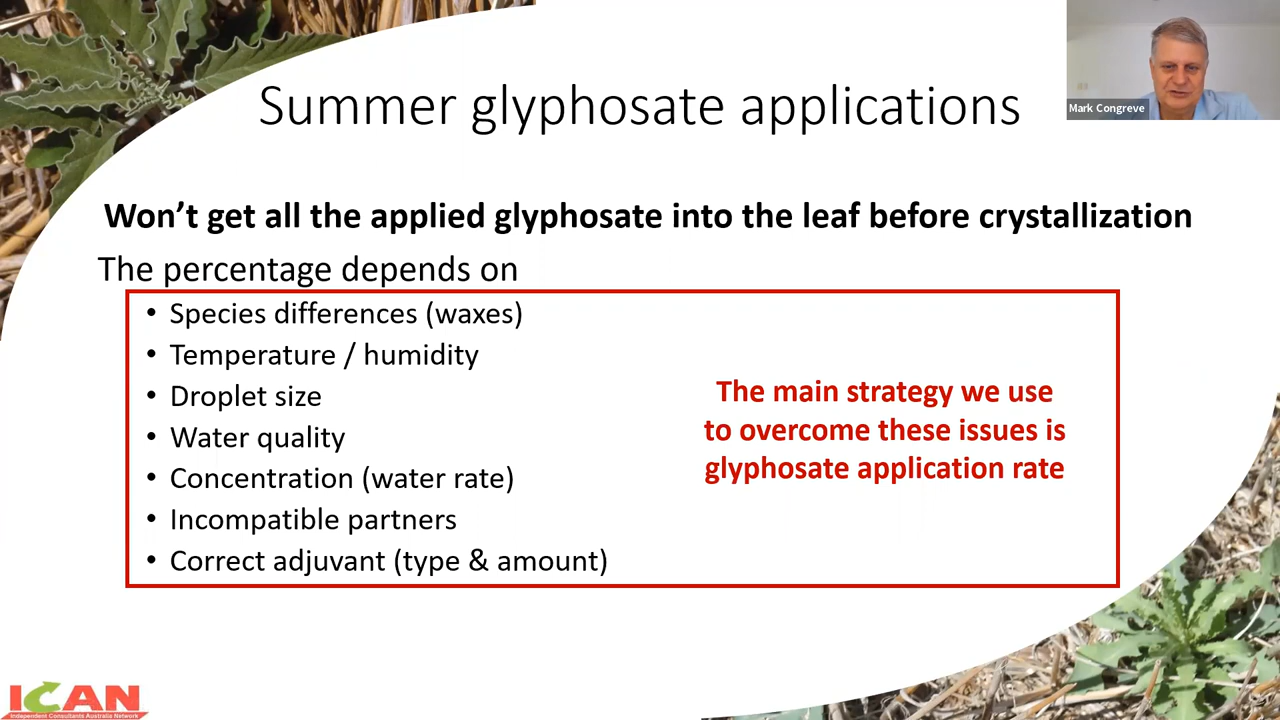 Mark Congreve
Summer glyphosate applications
Won't get all the applied glyphosate into the leaf before crystallization
The percentage depends on
• Species differences (waxes)
• Temperature / humidity
• Droplet size
• Water quality
• Concentration (water rate)
• Incompatible partners
• Correct adjuvant (type & amount)
The main strategy we use
to overcome these issues is
glyphosate application rate
ICAN
Independent Consultants Australia Network